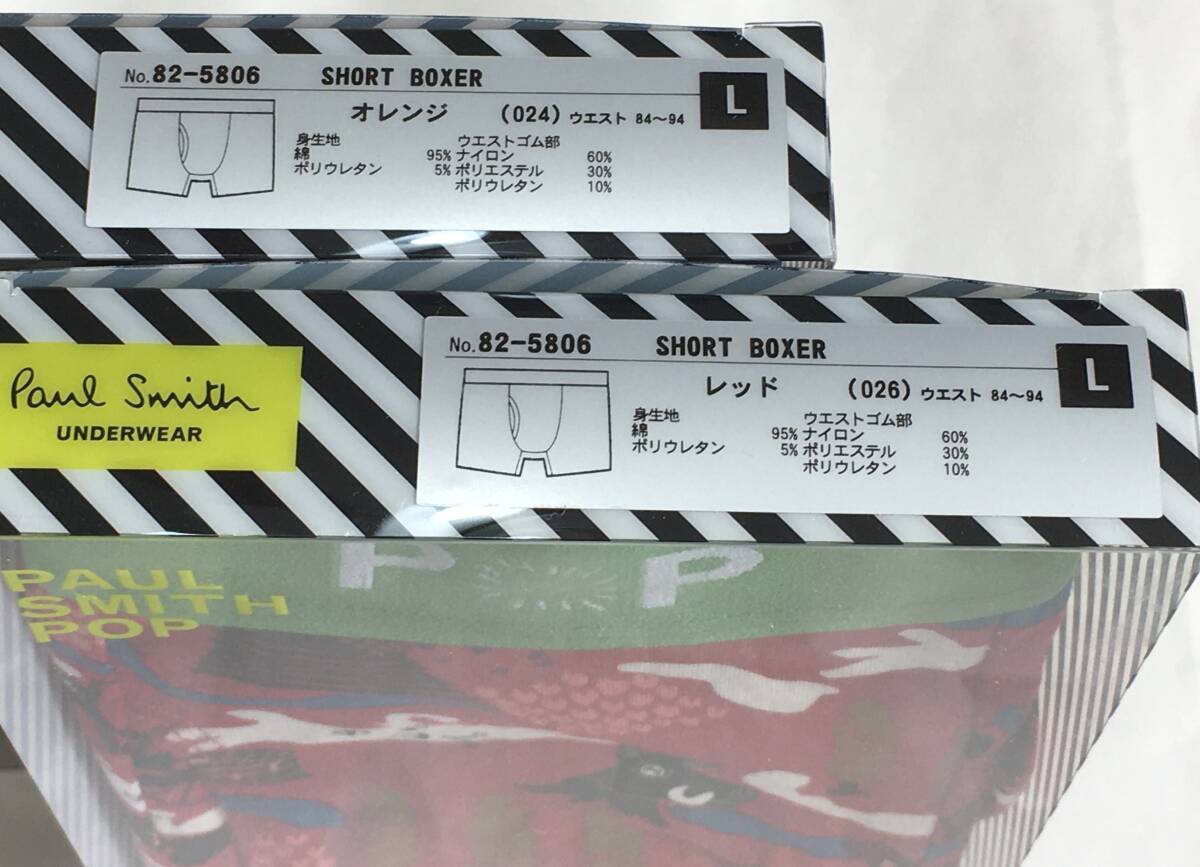 No. 82-5806 SHORT BOXER L
オレンジ (024) ウエスト 84～94
身生地 ウエストゴム部
綿 95% ナイロン 60%
ポリウレタン 5% ポリエステル 30%
ポリウレタン 10%
No. 82-5806 SHORT BOXER L
レッド (026) ウエスト 84～94
身生地 ウエストゴム部
綿 95% ナイロン 60%
ポリウレタン 5% ポリエステル 30%
ポリウレタン 10%
Paul Smith
UNDERWEAR
P P
PAUL
SMITH
POP